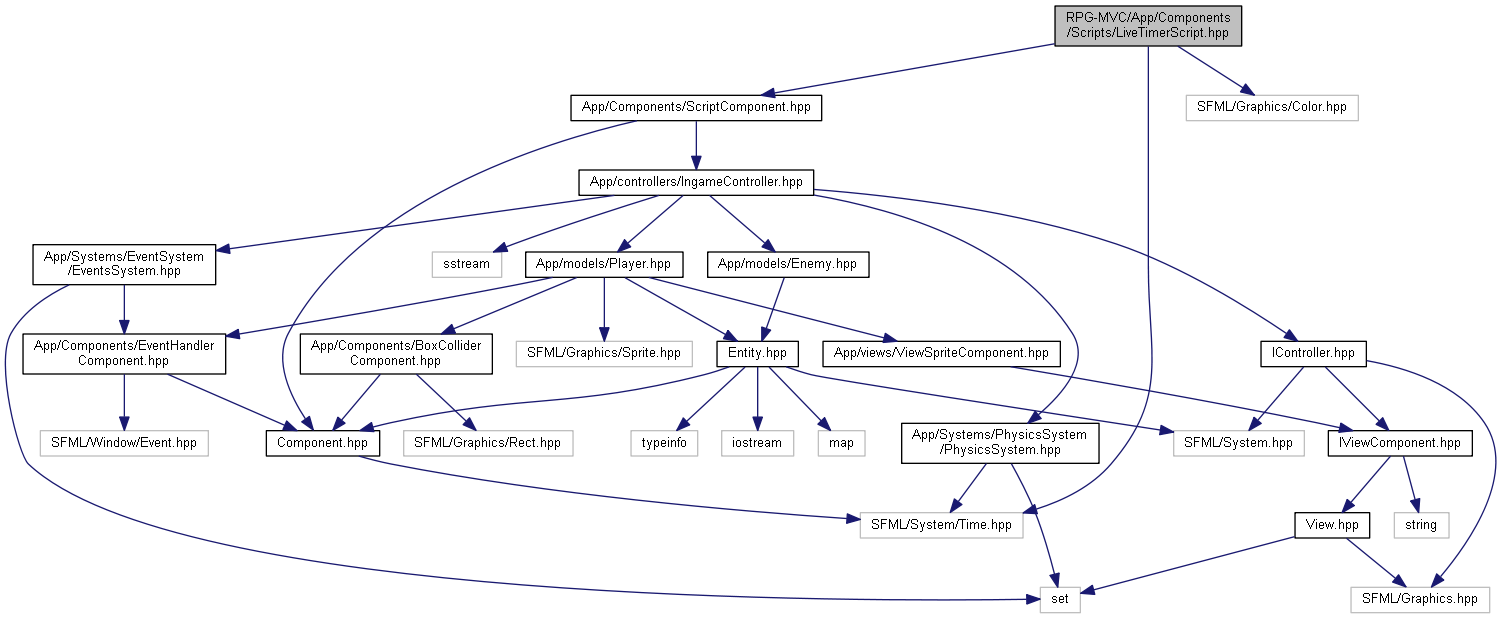 RPG-MVC/App/Components
/Scripts/LiveTimerScript.hpp
App/Components/ScriptComponent.hpp
SFML/Graphics/Color.hpp
App/controllers/IngameController.hpp
App/Systems/EventSystem
/EventsSystem.hpp
sstream
App/models/Player.hpp
App/models/Enemy.hpp
App/Components/EventHandler
Component.hpp
App/Components/BoxCollider
Component.hpp
SFML/Graphics/Sprite.hpp
Entity.hpp
App/views/ViewSpriteComponent.hpp
IController.hpp
SFML/Window/Event.hpp
Component.hpp
SFML/Graphics/Rect.hpp
typeinfo
iostream
map
App/Systems/PhysicsSystem
/PhysicsSystem.hpp
SFML/System.hpp
IViewComponent.hpp
SFML/System/Time.hpp
View.hpp
string
set
SFML/Graphics.hpp